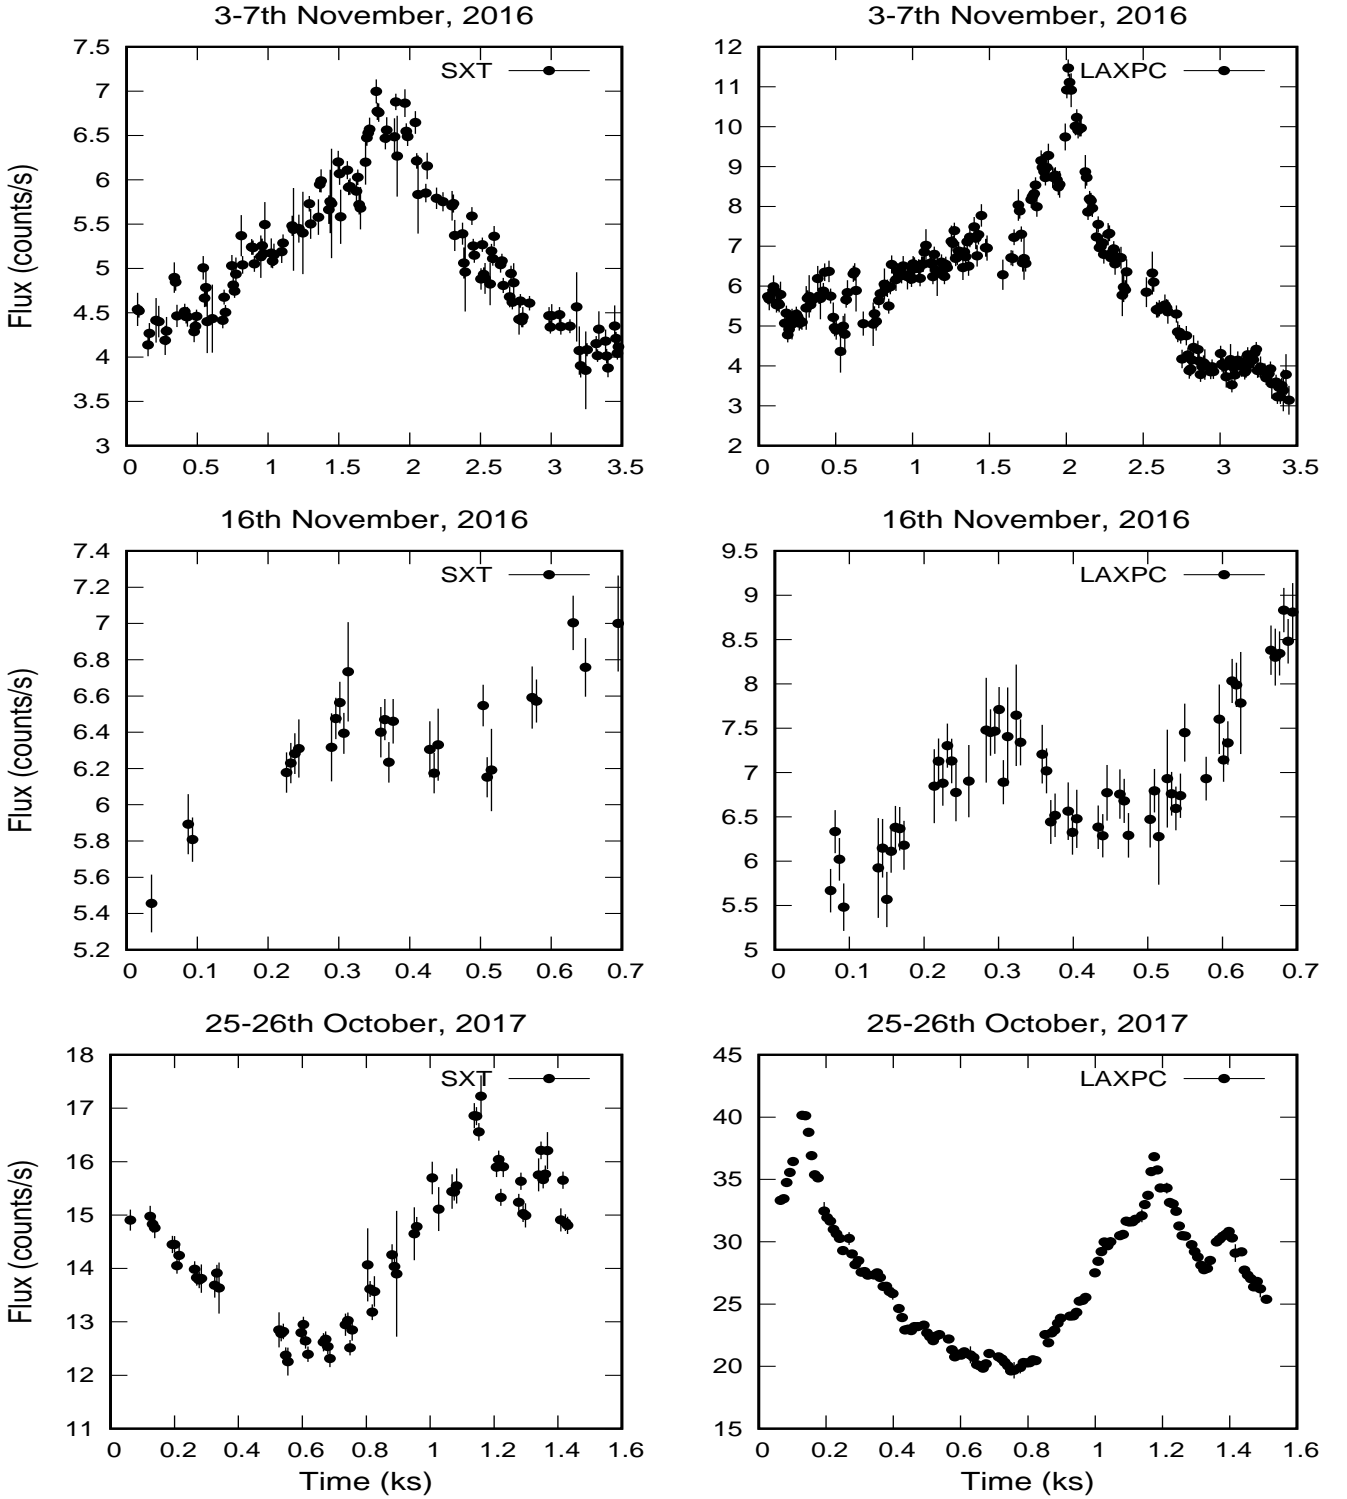 3-7th November, 2016
SXT
Flux (counts/s)
7.5
7
6.5
6
5.5
5
4.5
4
3.5
3
0 0.5 1 1.5 2 2.5 3 3.5
3-7th November, 2016
LAXPC
12
11
10
9
8
7
6
5
4
3
2
0 0.5 1 1.5 2 2.5 3 3.5
16th November, 2016
SXT
Flux (counts/s)
7.4
7.2
7
6.8
6.6
6.4
6.2
6
5.8
5.6
5.4
5.2
0 0.1 0.2 0.3 0.4 0.5 0.6 0.7
16th November, 2016
LAXPC
9.5
9
8.5
8
7.5
7
6.5
6
5.5
5
0 0.1 0.2 0.3 0.4 0.5 0.6 0.7
25-26th October, 2017
SXT
Flux (counts/s)
18
17
16
15
14
13
12
11
0 0.2 0.4 0.6 0.8 1 1.2 1.4 1.6
Time (ks)
25-26th October, 2017
LAXPC
45
40
35
30
25
20
15
0 0.2 0.4 0.6 0.8 1 1.2 1.4 1.6
Time (ks)